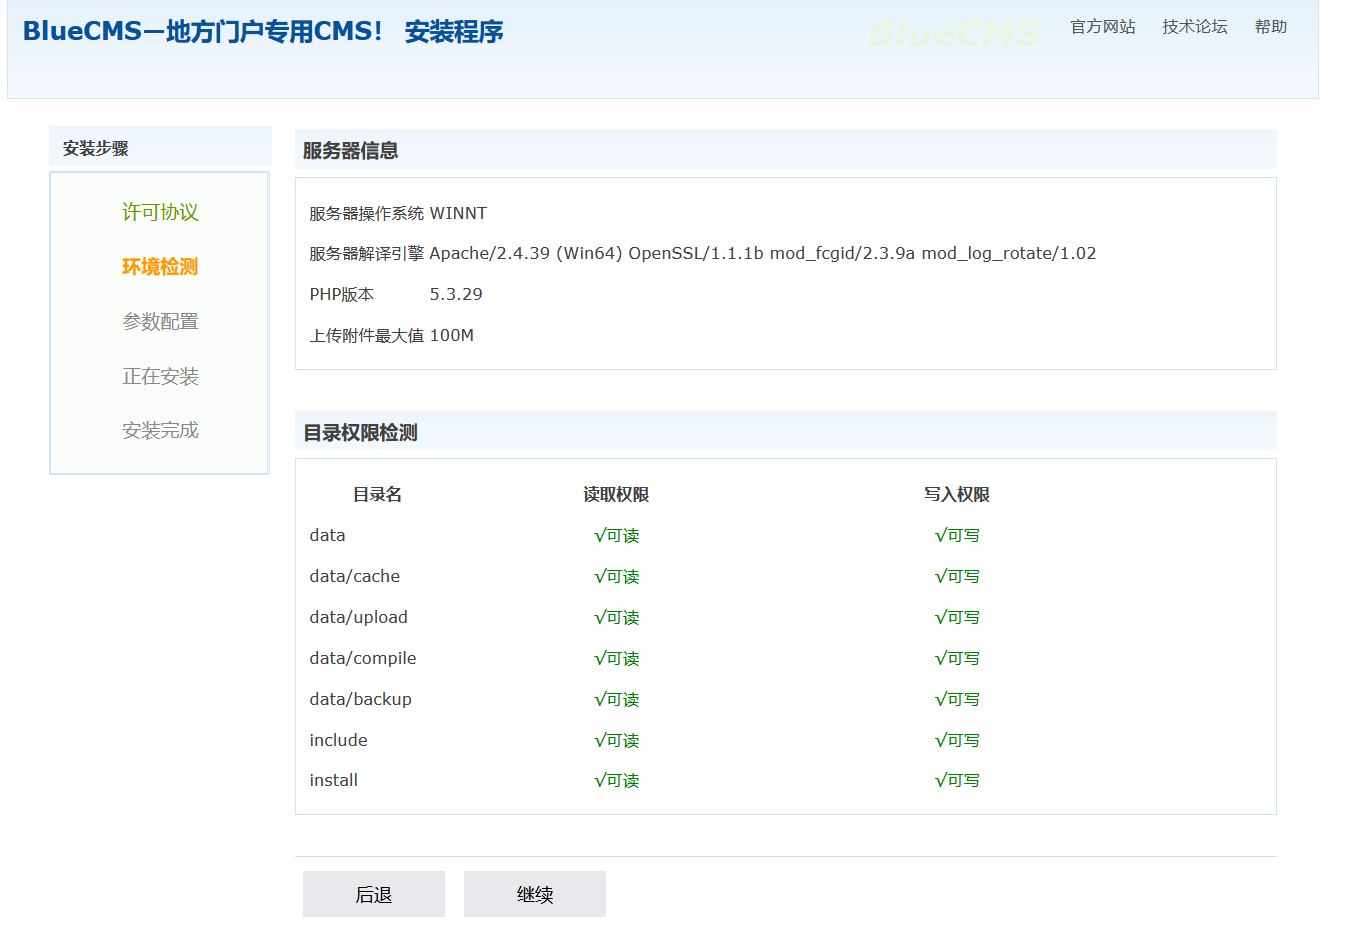 BlueCMS—地方门户专用CMS！ 安装程序
BlueCMS
官方网站 技术论坛 帮助
安装步骤
许可协议
环境检测
参数配置
正在安装
安装完成
服务器信息
服务器操作系统 WINNT
服务器解译引擎 Apache/2.4.39 (Win64) OpenSSL/1.1.1b mod_fcgid/2.3.9a mod_log_rotate/1.02
PHP版本 5.3.29
上传附件最大值 100M
目录权限检测
目录名 读取权限 写入权限
data √可读 √可写
data/cache √可读 √可写
data/upload √可读 √可写
data/compile √可读 √可写
data/backup √可读 √可写
include √可读 √可写
install √可读 √可写
后退 继续